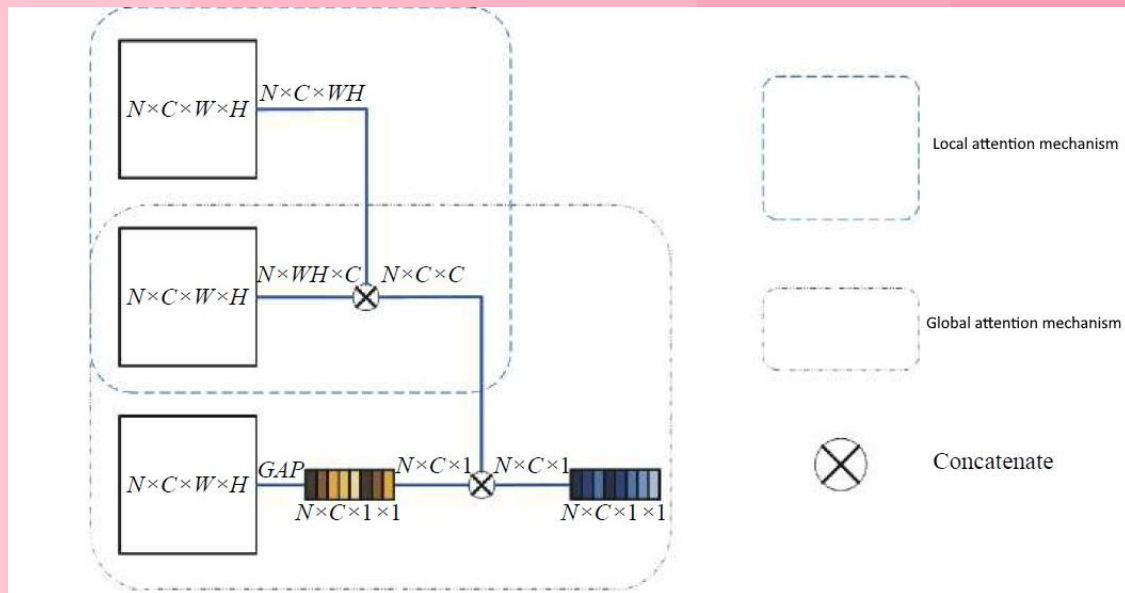 N×C×W×H
N×C×WH
N×C×W×H
N×WH×C
N×C×C
N×C×W×H
GAP
N×C×1×1
N×C×1
N×C×1
N×C×1×1
Local attention mechanism
Global attention mechanism
Concatenate